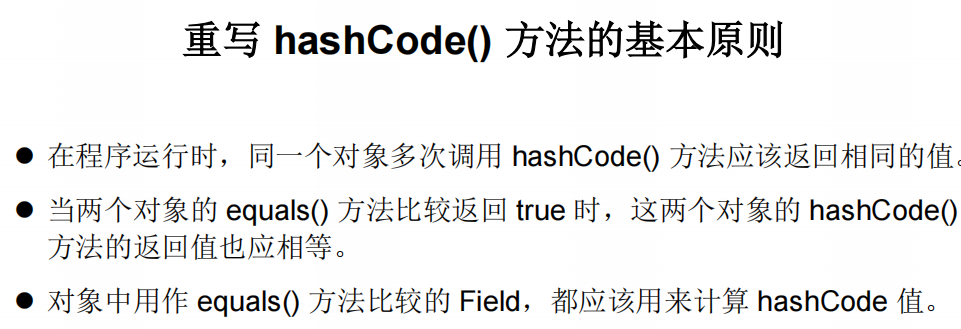 重写 hashCode() 方法的基本原则
● 在程序运行时，同一个对象多次调用 hashCode() 方法应该返回相同的值。
● 当两个对象的 equals() 方法比较返回 true 时，这两个对象的 hashCode()
方法的返回值也应相等。
● 对象中用作 equals() 方法比较的 Field，都应该用来计算 hashCode 值。